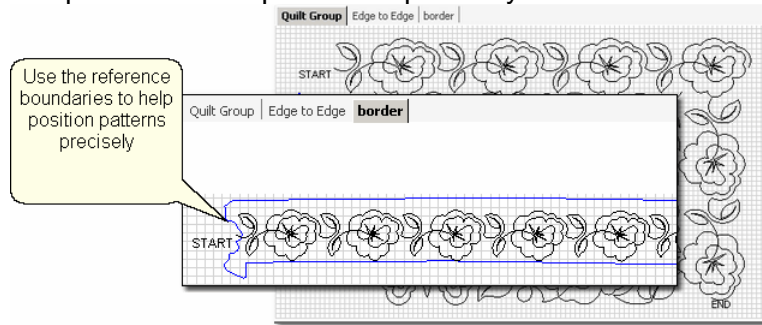 Quilt Group Edge to Edge border
START
Use the reference
boundaries to help
position patterns
precisely
Quilt Group Edge to Edge border
START
END